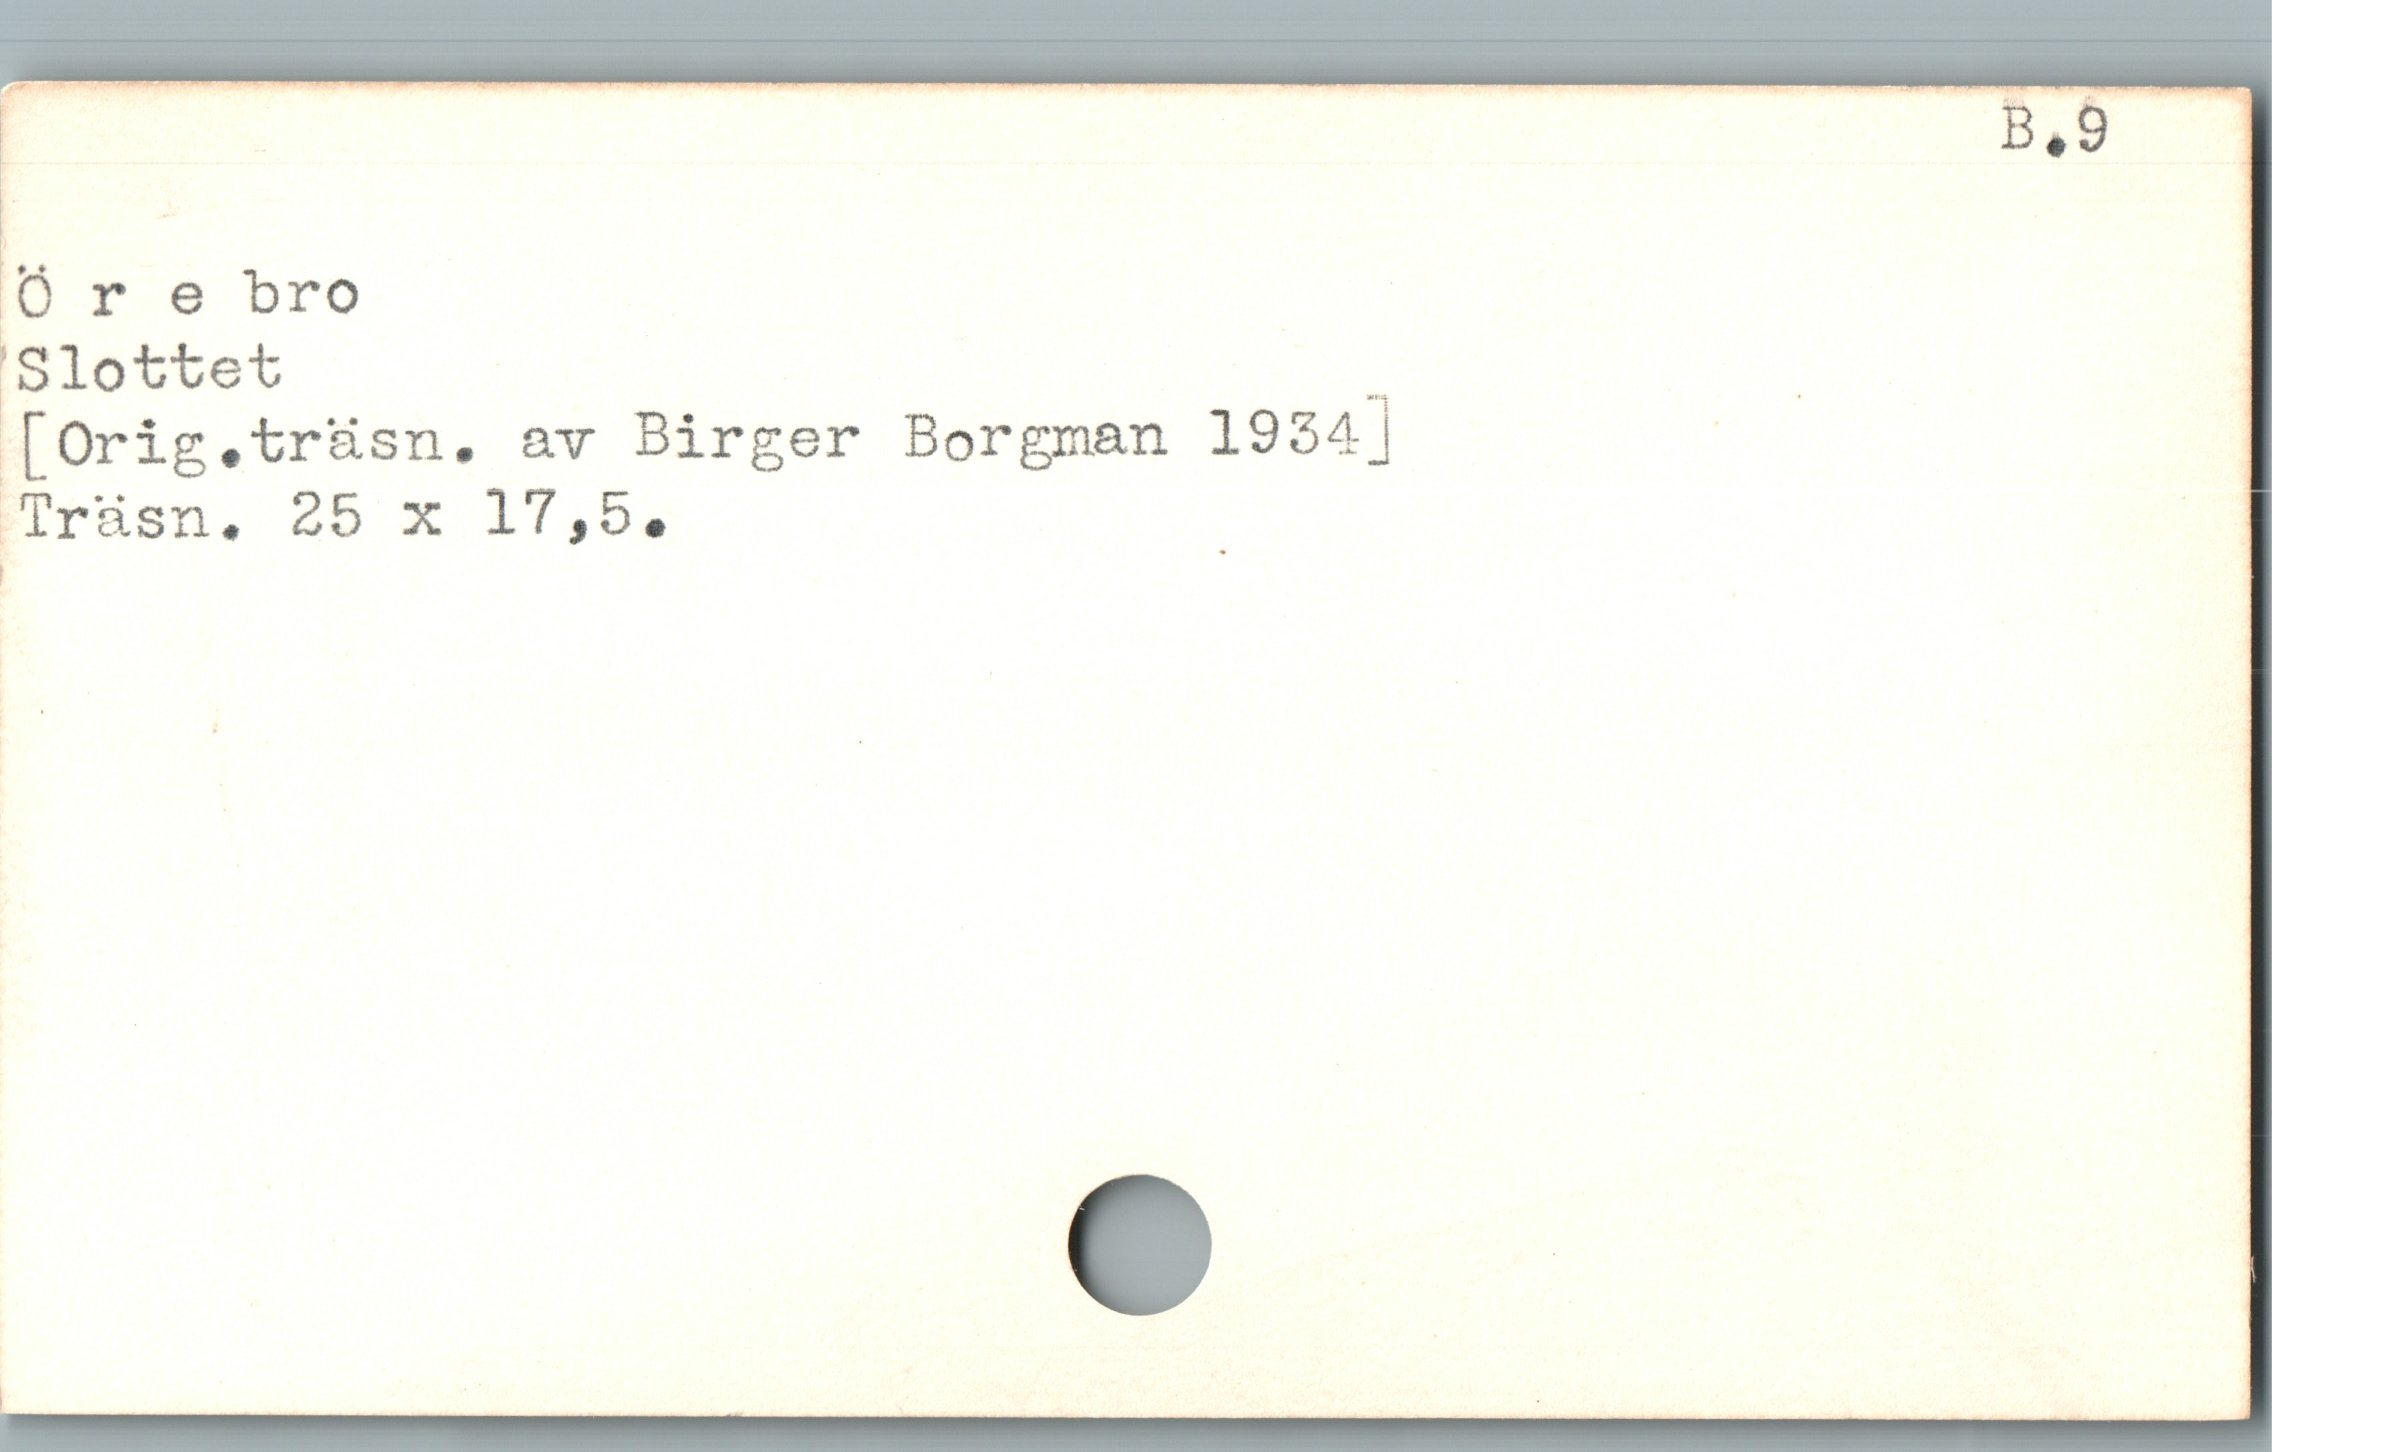 B.9
Ö r e bro
Slottet
[Orig.träsn. av Birger Borgman 1934]
Träsn. 25 x 17,5.